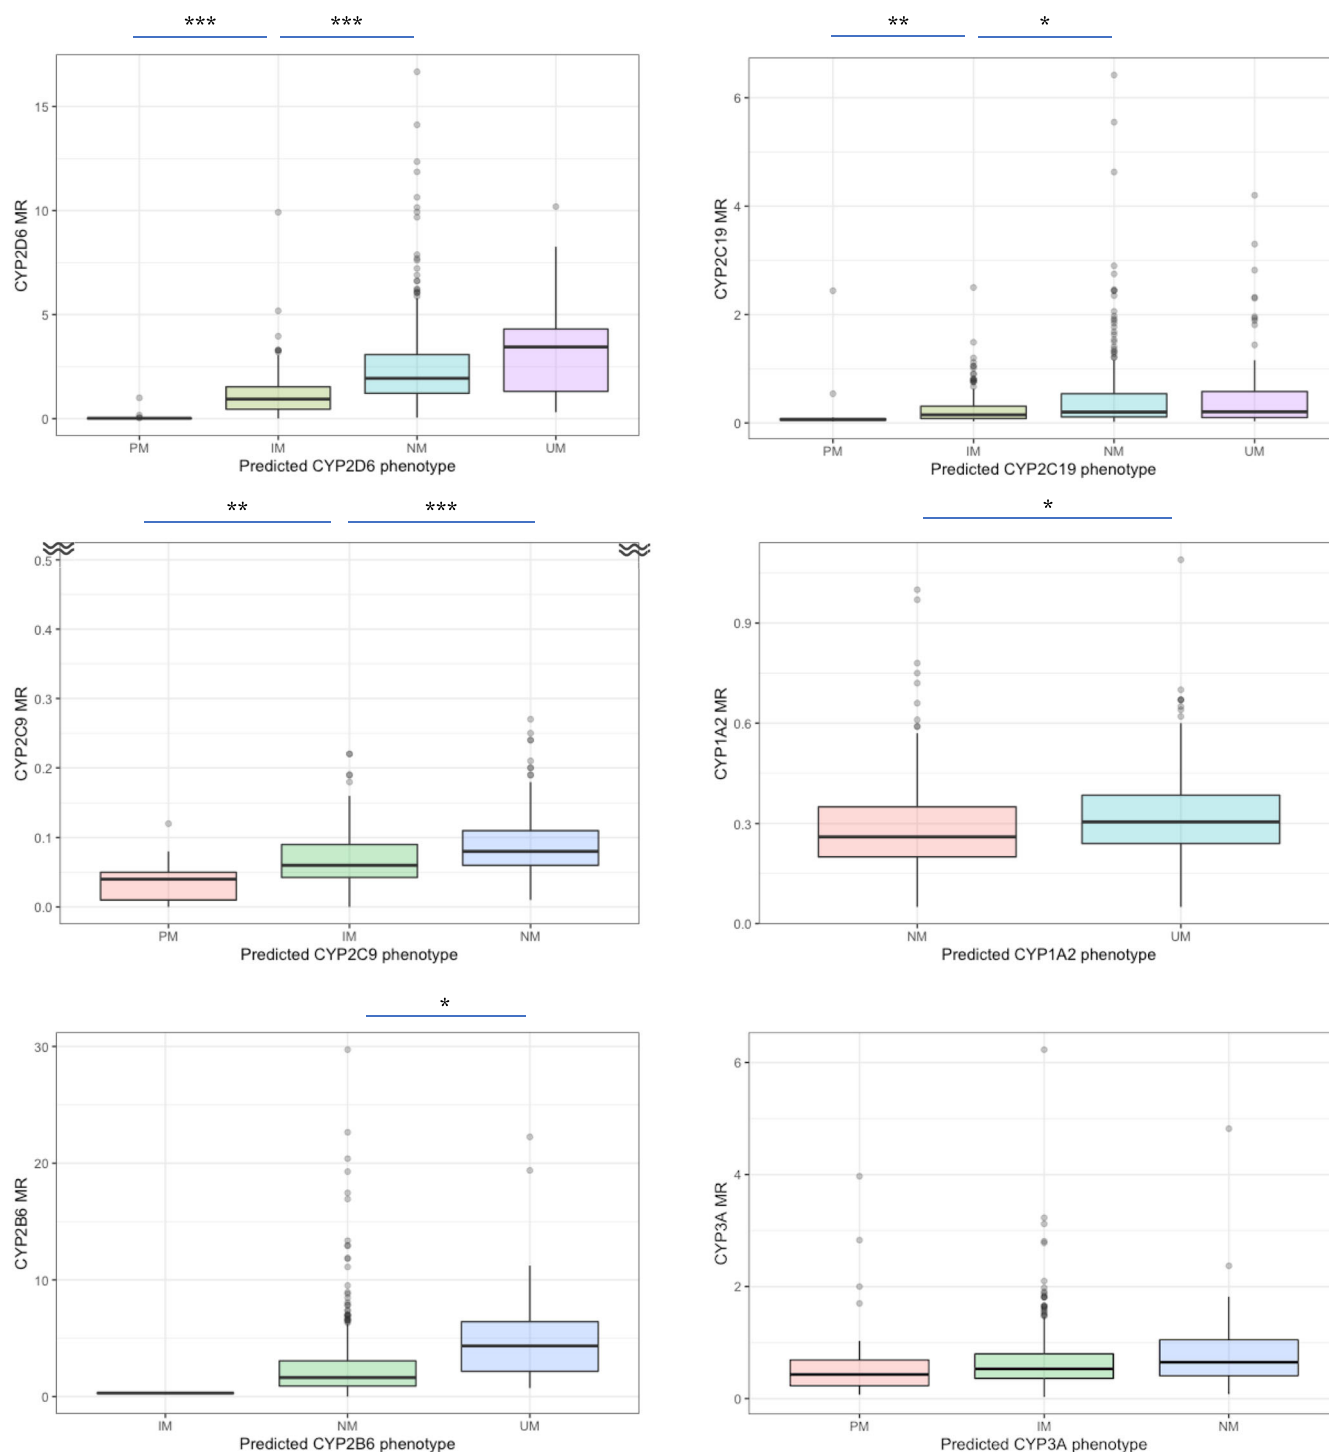 *** ***
CYP2D6 MR
15
10
5
0
PM IM NM UM
Predicted CYP2D6 phenotype
** *
CYP2C19 MR
6
4
2
0
PM IM NM UM
Predicted CYP2C19 phenotype
** ***
CYP2C9 MR
0.5
0.4
0.3
0.2
0.1
0.0
PM IM NM
Predicted CYP2C9 phenotype
*
CYP1A2 MR
0.9
0.6
0.3
0.0
NM UM
Predicted CYP1A2 phenotype
*
CYP2B6 MR
30
20
10
0
IM NM UM
Predicted CYP2B6 phenotype
CYP3A MR
6
4
2
0
PM IM NM
Predicted CYP3A phenotype